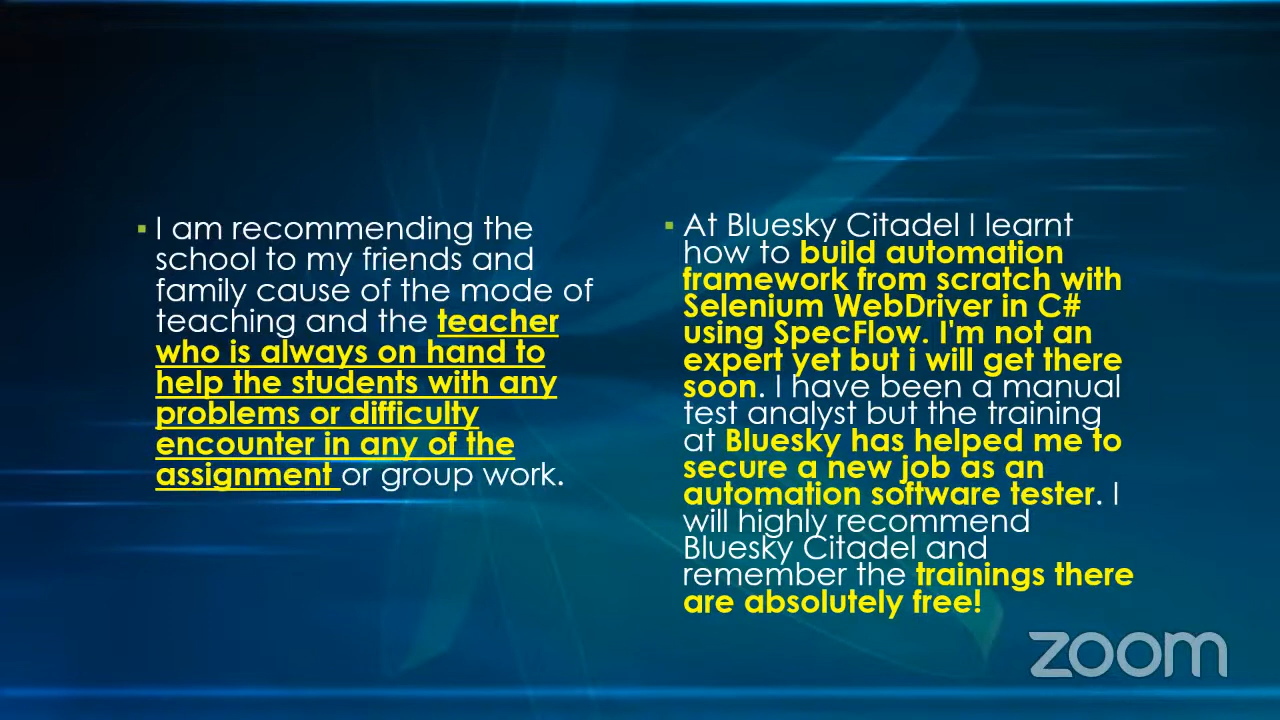 I am recommending the
school to my friends and
family cause of the mode of
teaching and the teacher
who is always on hand to
help the students with any
problems or difficulty
encounter in any of the
assignment or group work.
At Bluesky Citadel I learnt
how to build automation
framework from scratch with
Selenium WebDriver in C#
using SpecFlow. I'm not an
expert yet but i will get there
soon. I have been a manual
test analyst but the training
at Bluesky has helped me to
secure a new job as an
automation software tester. I
will highly recommend
Bluesky Citadel and
remember the trainings there
are absolutely free!
zoom